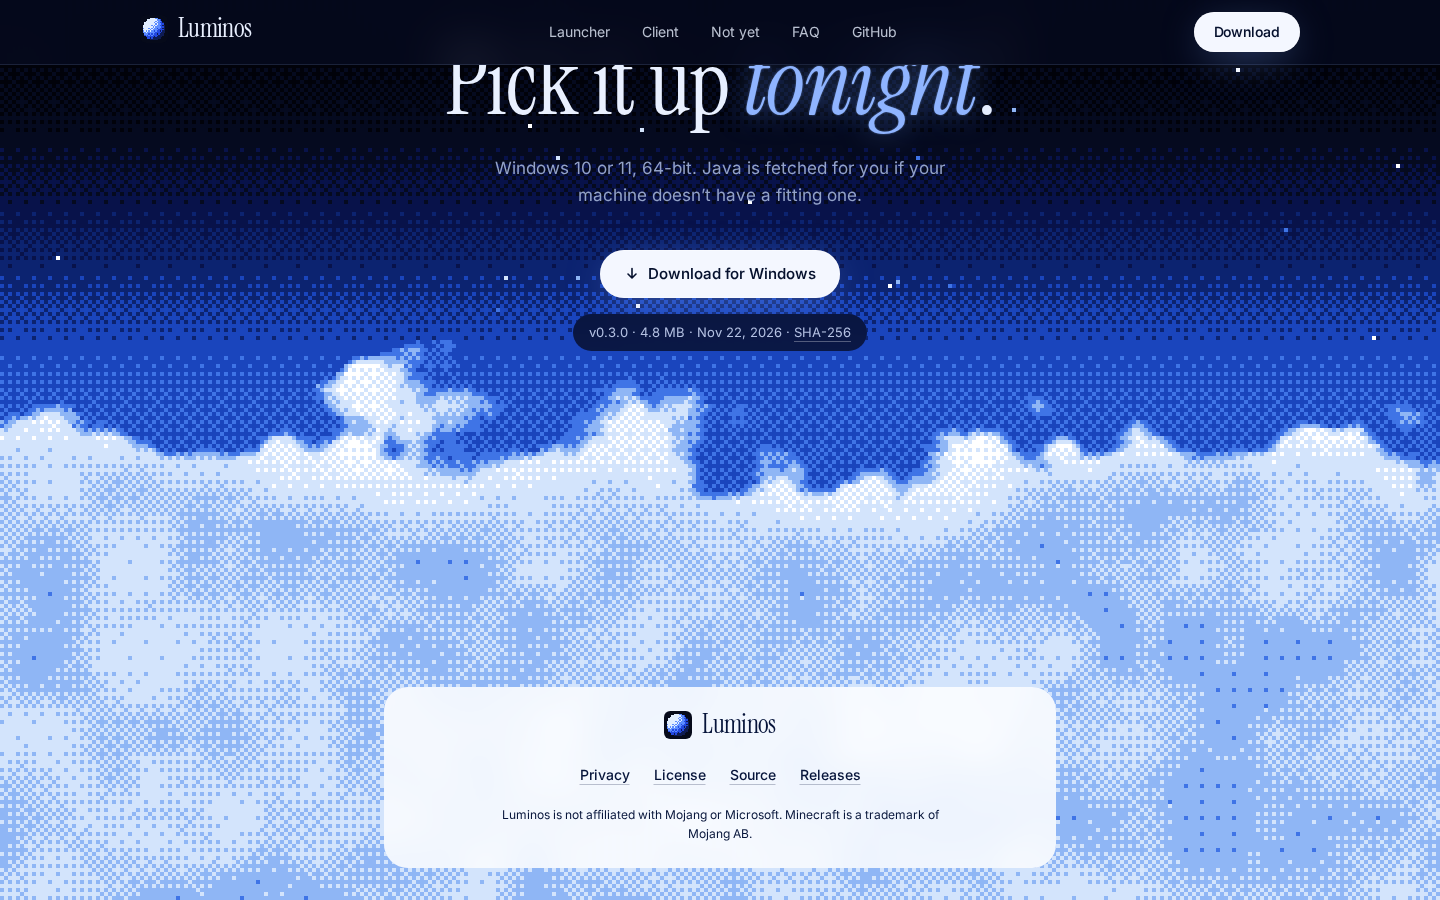 Luminos
Launcher Client Not yet FAQ GitHub
Download
Pick it up tonight.
Windows 10 or 11, 64-bit. Java is fetched for you if your
machine doesn’t have a fitting one.
↓ Download for Windows
v0.3.0 · 4.8 MB · Nov 22, 2026 · SHA-256
Luminos
Privacy License Source Releases
Luminos is not affiliated with Mojang or Microsoft. Minecraft is a trademark of
Mojang AB.